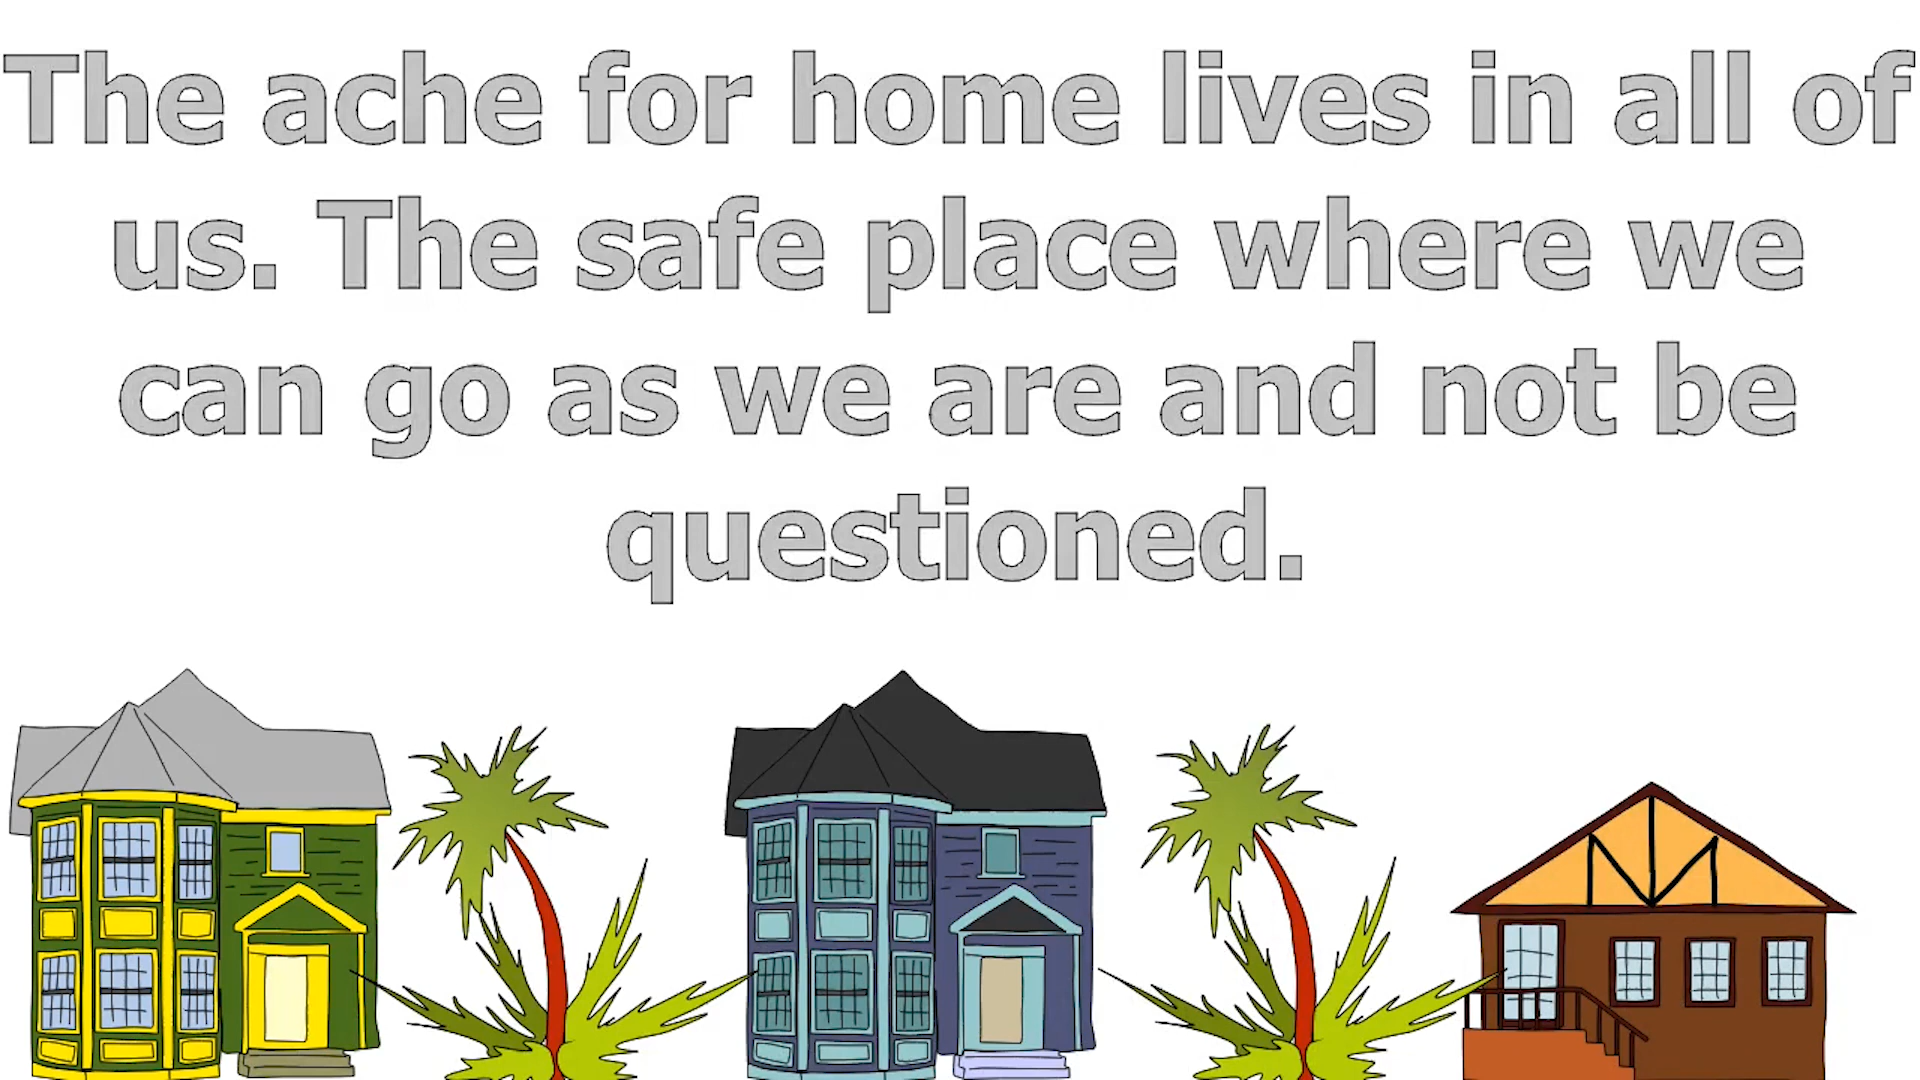 The ache for home lives in all of
us. The safe place where we
can go as we are and not be
questioned.